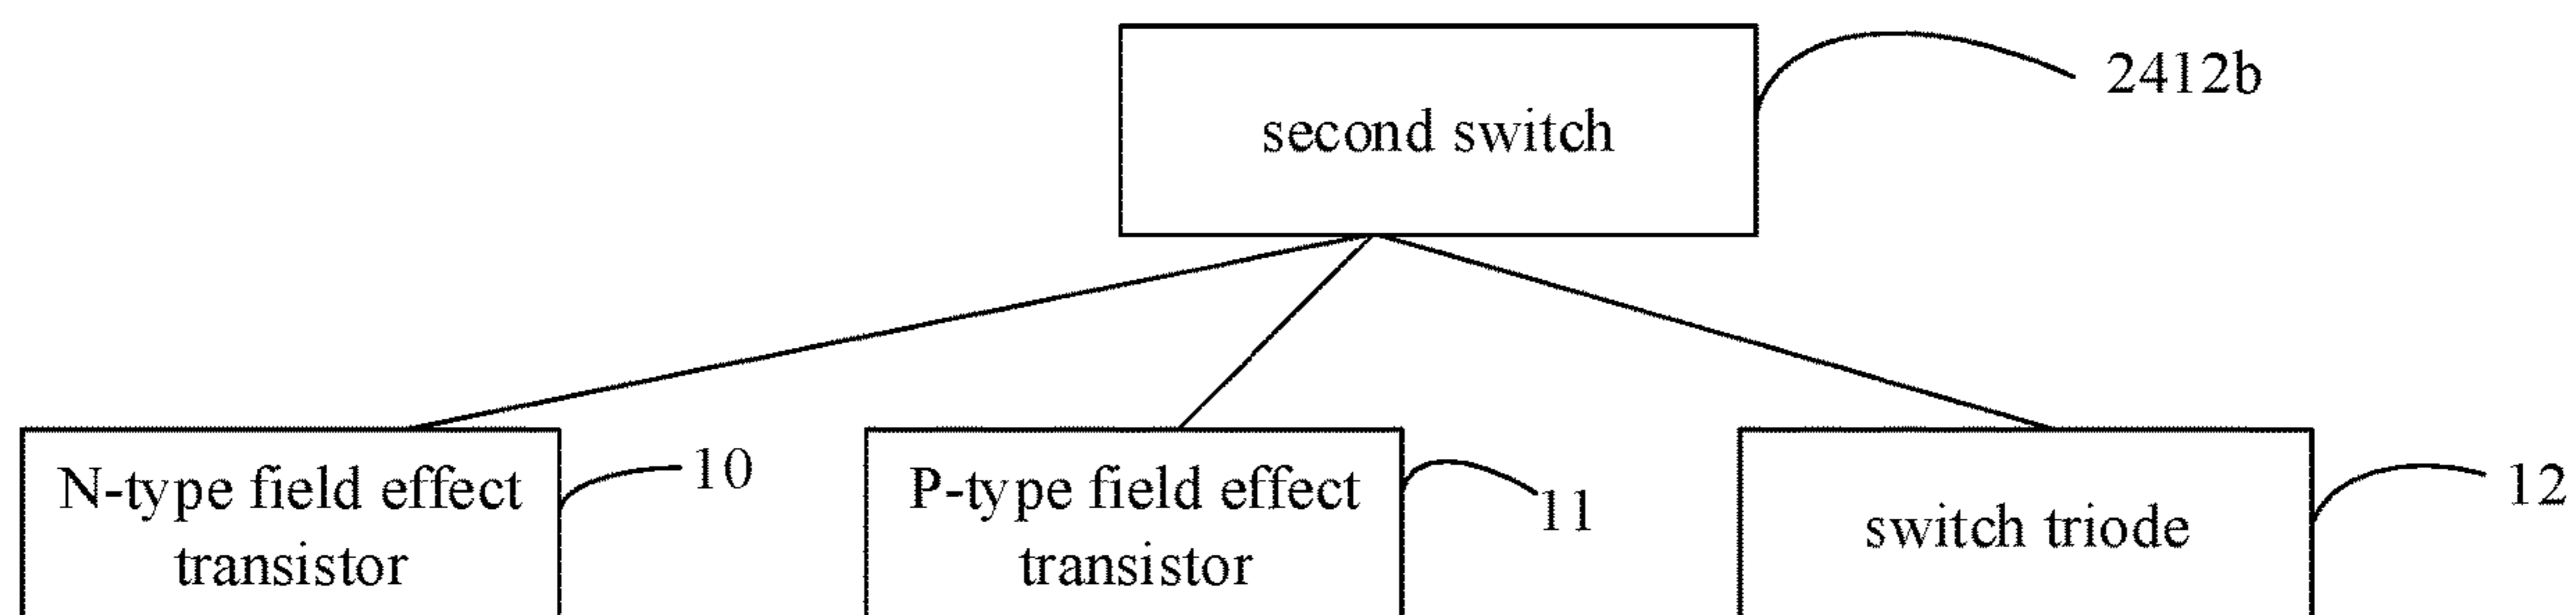 2412b
second switch
N-type field effect
transistor
10
P-type field effect
transistor
11
switch triode
12